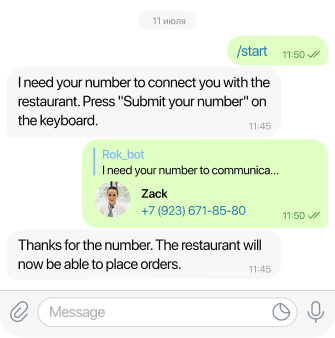 11 июля
/start
11:50
I need your number to connect you with the
restaurant. Press "Submit your number" on
the keyboard.
11:45
Rok_bot
I need your number to communica...
Zack
+7 (923) 671-85-80
11:50
Thanks for the number. The restaurant will
now be able to place orders.
11:45
Message